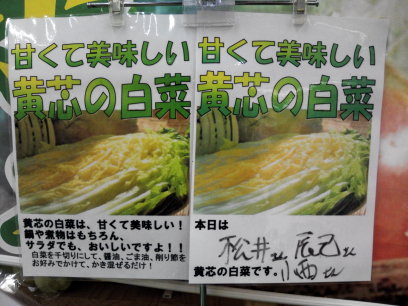 甘くて美味しい
黄芯の白菜
黄芯の白菜は、甘くて美味しい！
鍋や煮物はもちろん、
サラダでも、おいしいですよ！！
白菜を千切りにして、醤油、ごま油、削り節を
お好みでかけて、かき混ぜるだけ！
甘くて美味しい
黄芯の白菜
本日は
松井さん 辰巳さん
小西さん
黄芯の白菜です。